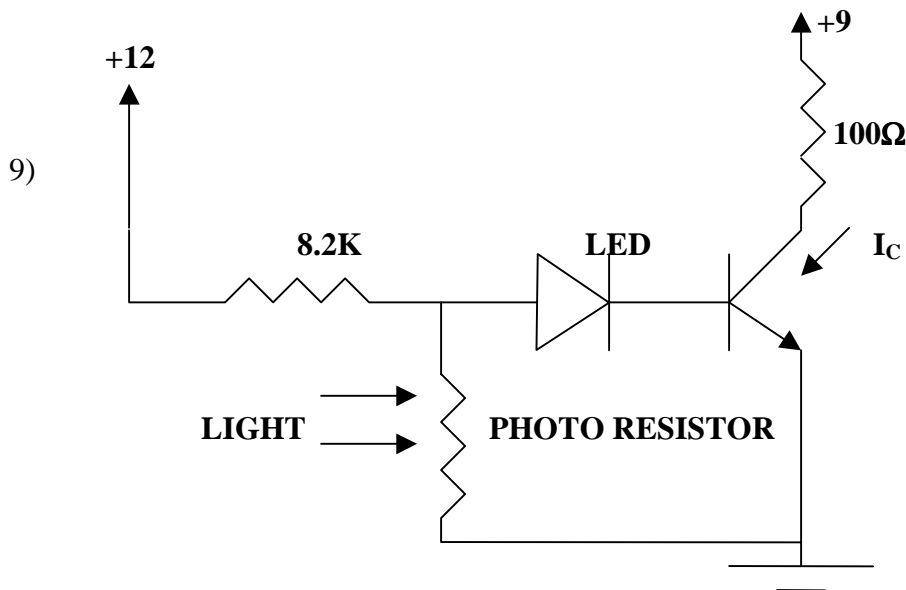 +9
+12
100Ω
9)
8.2K
LED
I_C
LIGHT
PHOTO RESISTOR